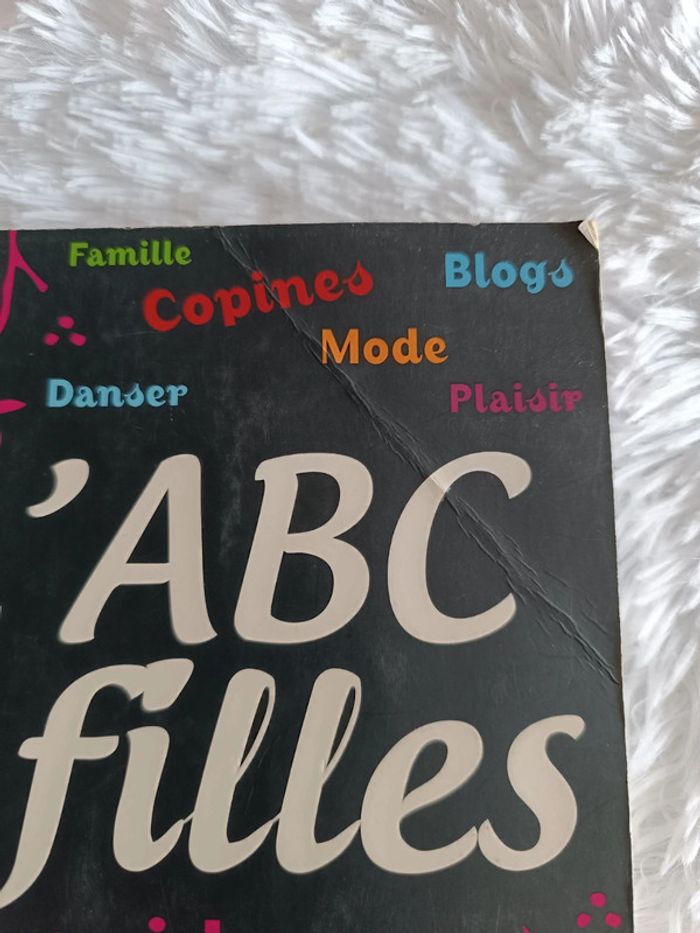 Famille
Copines
Blogs
Mode
Danser
Plaisir
'ABC
filles